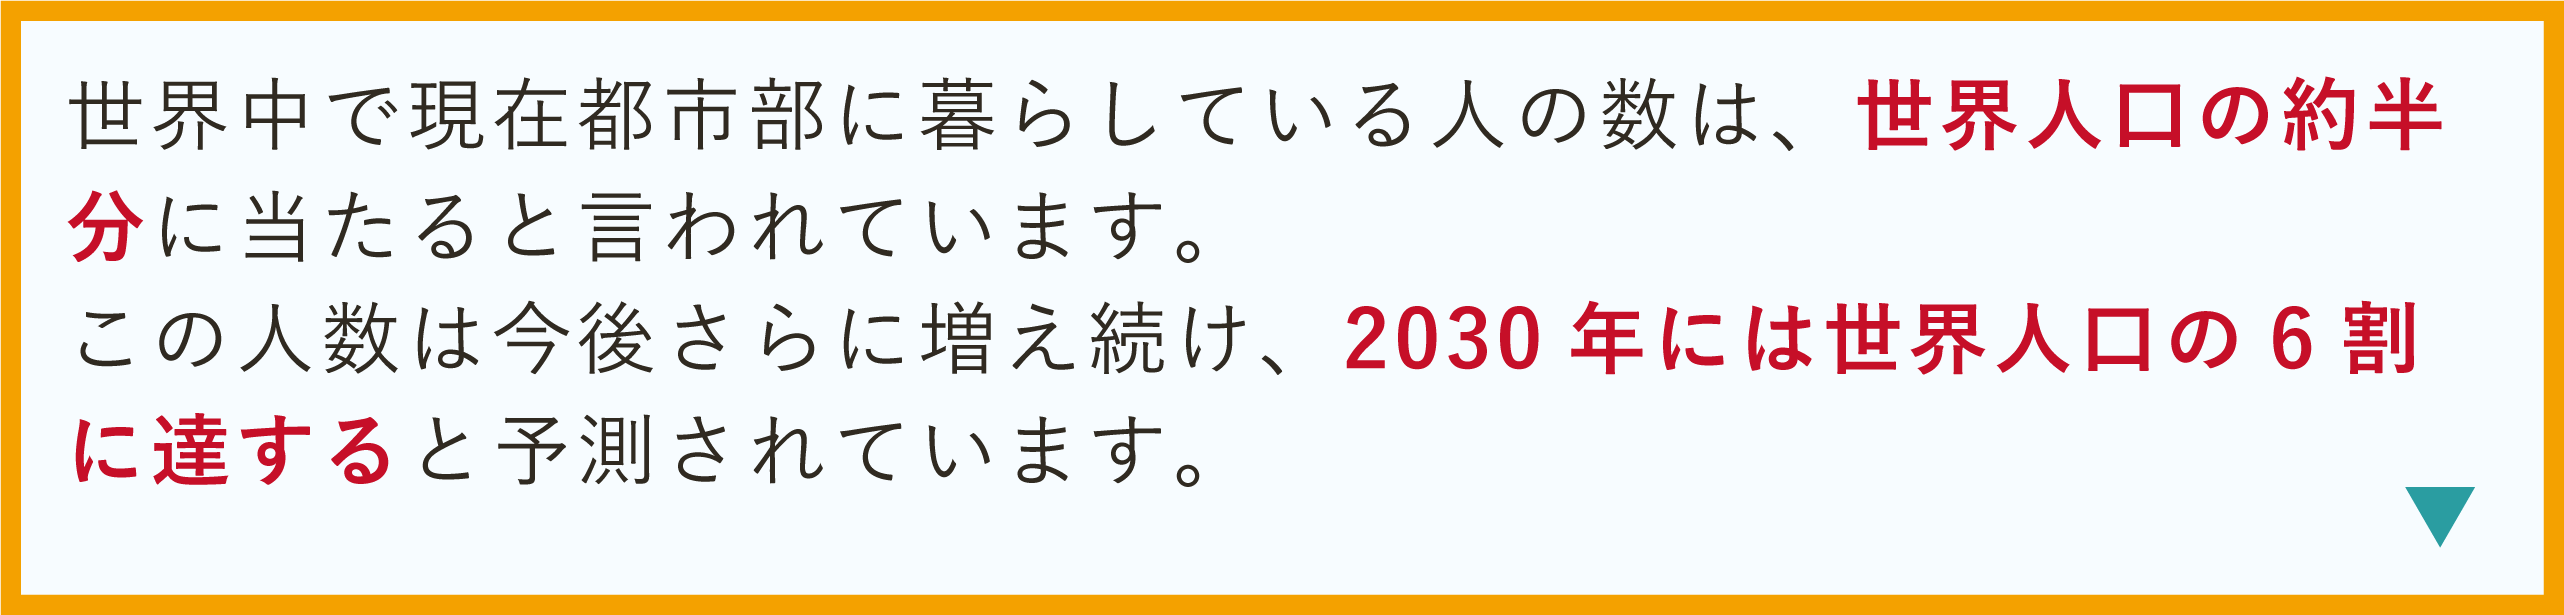 世界中で現在都市部に暮らしている人の数は、世界人口の約半
分に当たると言われています。
この人数は今後さらに増え続け、2030 年には世界人口の 6 割
に達すると予測されています。